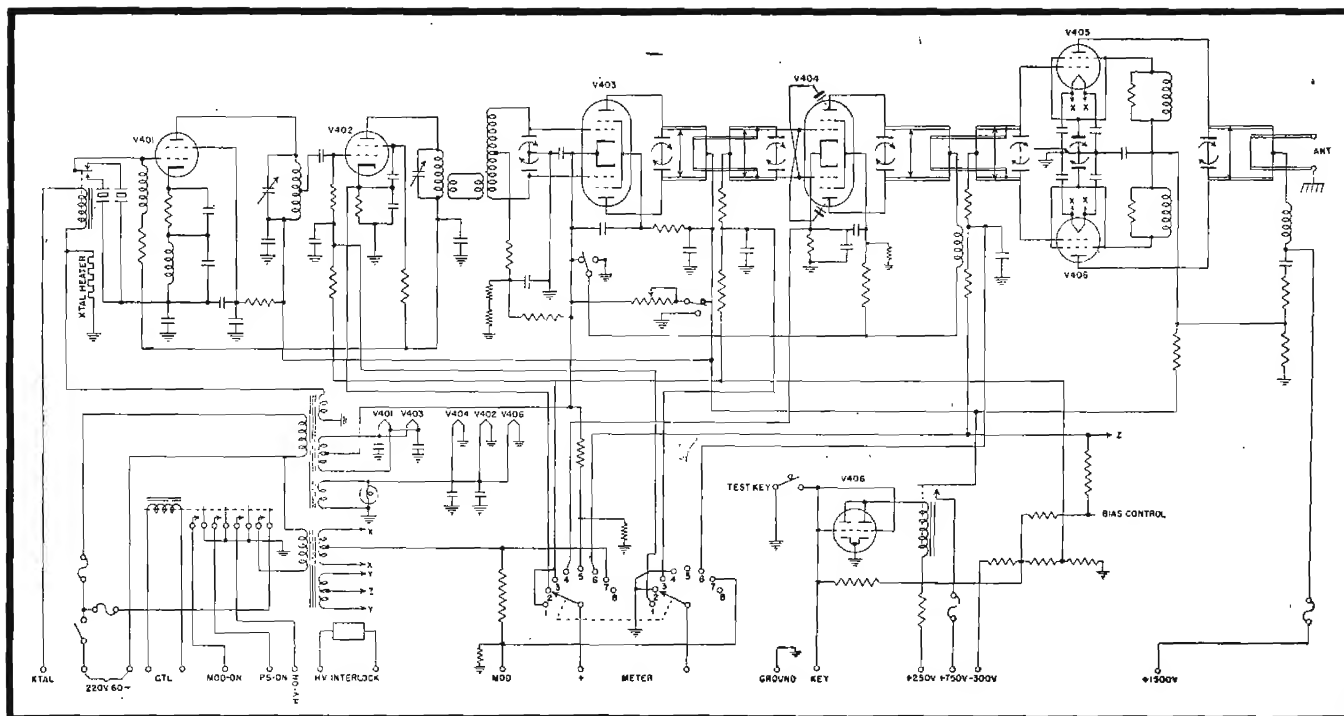 V401
V402
V403
V404
V405
V406
ANT
X X
X X
XTAL HEATER
V401 V403 V404 V402 V406
Z
TEST KEY
V406
BIAS CONTROL
X
X
Y
Z
Y
1 2 3 4 5 6 7 8
1 2 3 4 5 6 7 8
XTAL
220V. 60~
CTL
MOD-ON
PS-ON
HV-ON
HV INTERLOCK
MOD
+
METER
GROUND
KEY
+250V
+750V
-300V
+1500V